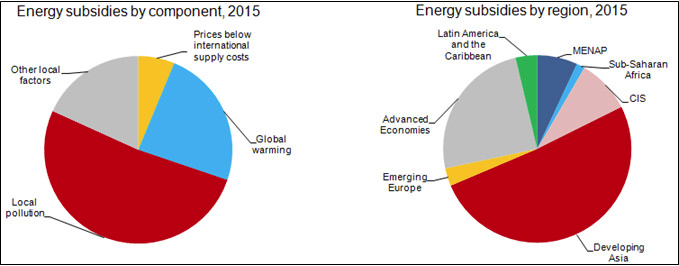 Energy subsidies by component, 2015
Prices below
international
supply costs
Other local
factors
Global
warming
Local
pollution
Energy subsidies by region, 2015
Latin America
and the
Caribbean
MENAP
Sub-Saharan
Africa
CIS
Advanced
Economies
Emerging
Europe
Developing
Asia